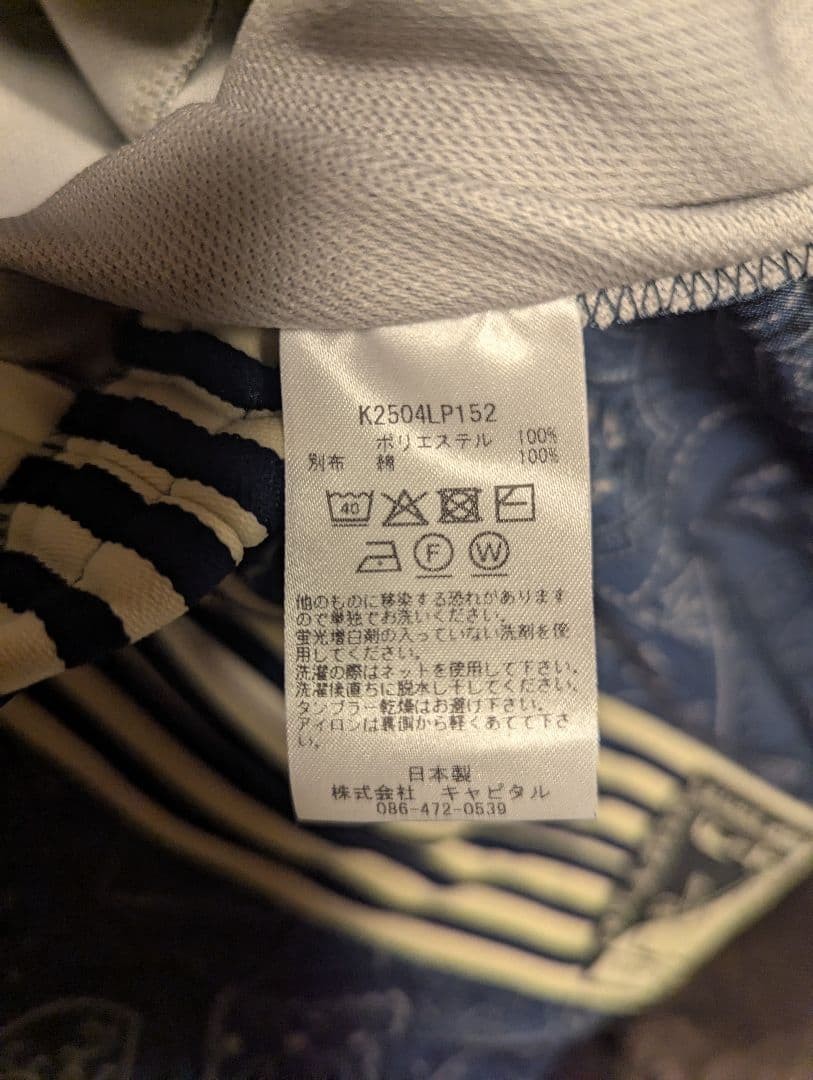 K2504LP152
ポリエステル 100%
別布 綿 100%
40
F W
他のものに移染する恐れがあります
ので単独でお洗いください。
蛍光増白剤の入っていない洗剤を使
用してください。
洗濯の際はネットを使用して下さい。
洗濯後直ちに脱水し干してください。
タンブラー乾燥はお避け下さい。
アイロンは裏側から軽くあてて下さ
い。
日本製
株式会社 キャピタル
086-472-0539